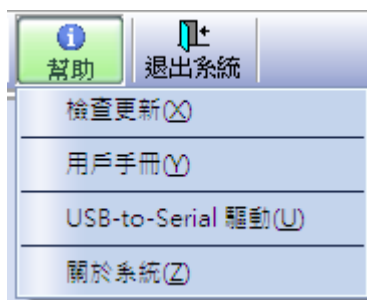 幫助 退出系統
檢查更新(X)
用戶手冊(Y)
USB-to-Serial 驅動(U)
關於系統(Z)